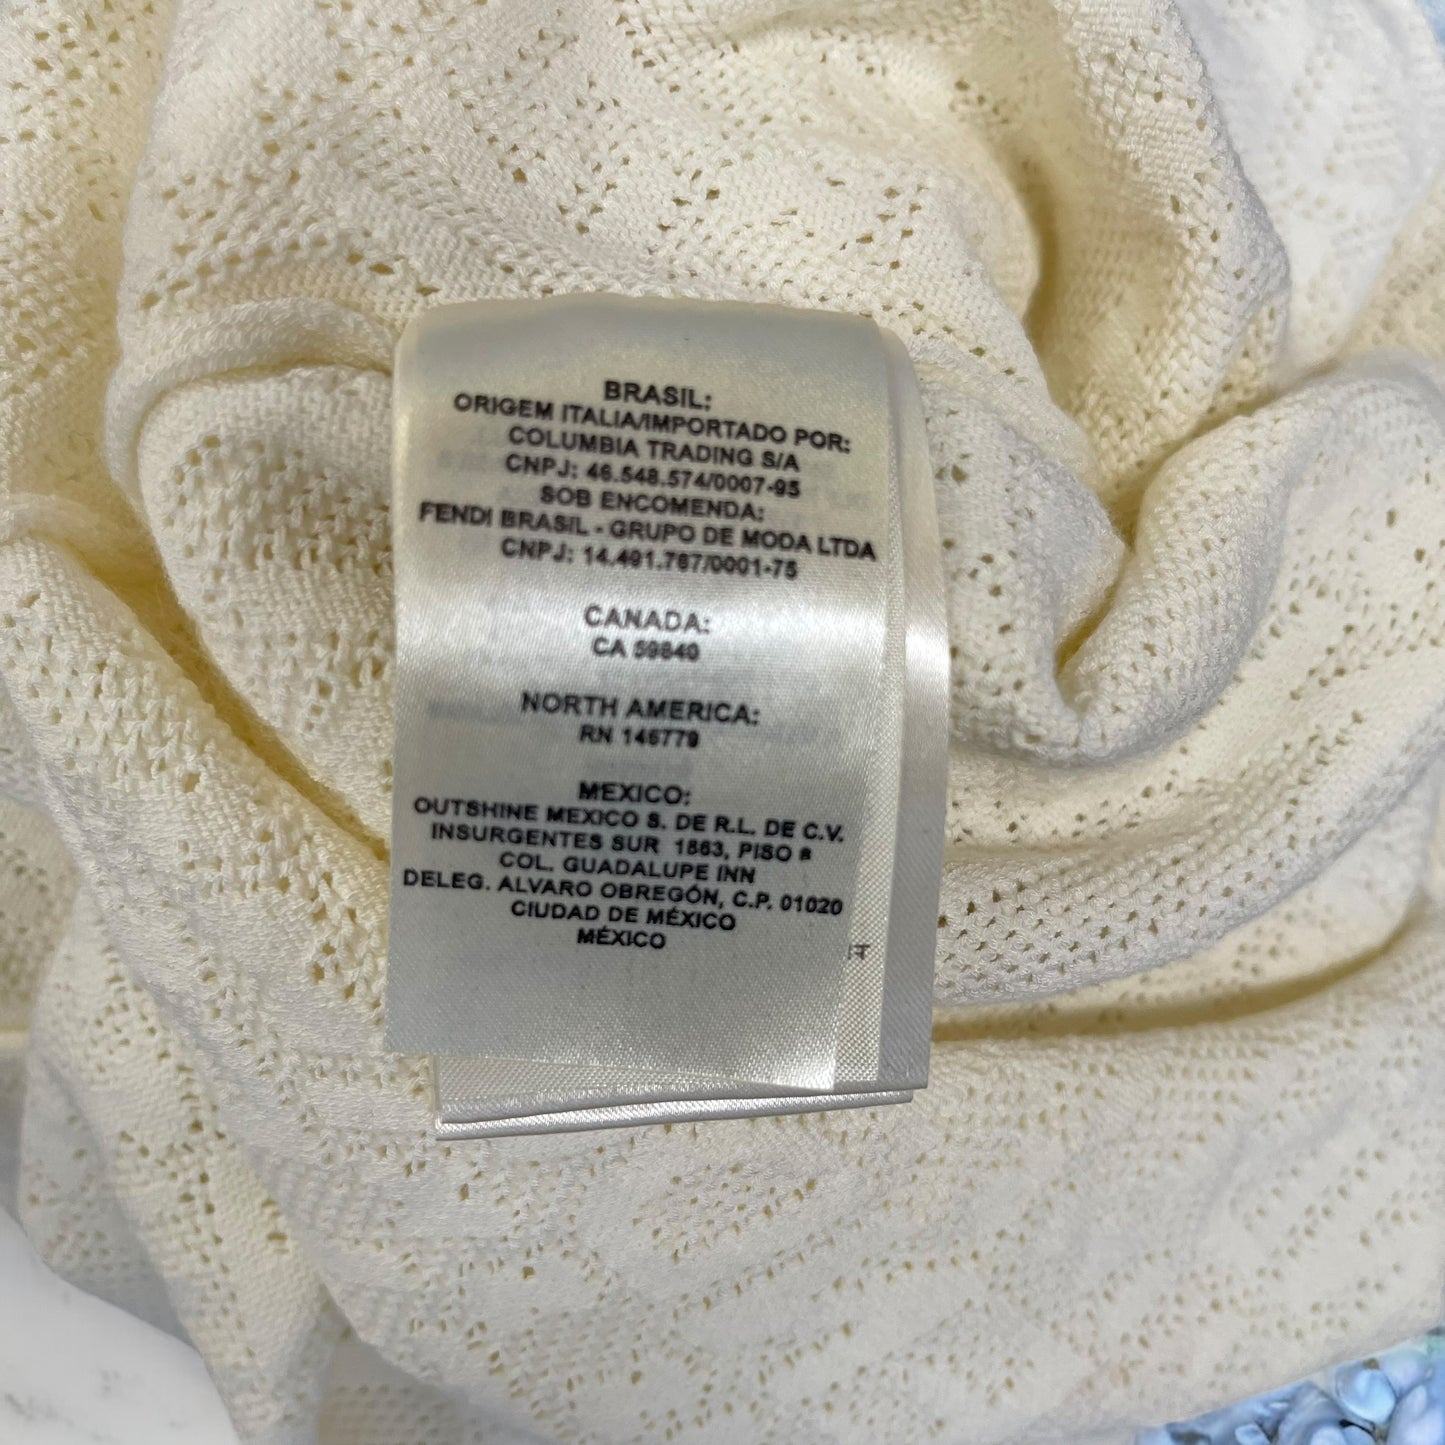 BRASIL:
ORIGEM ITALIA/IMPORTADO POR:
COLUMBIA TRADING S/A
CNPJ: 46.548.574/0007-95
SOB ENCOMENDA:
FENDI BRASIL - GRUPO DE MODA LTDA
CNPJ: 14.491.767/0001-75
CANADA:
CA 59840
NORTH AMERICA:
RN 146779
MEXICO:
OUTSHINE MEXICO S. DE R.L. DE C.V.
INSURGENTES SUR 1863, PISO 8
COL. GUADALUPE INN
DELEG. ALVARO OBREGÓN, C.P. 01020
CIUDAD DE MÉXICO
MÉXICO